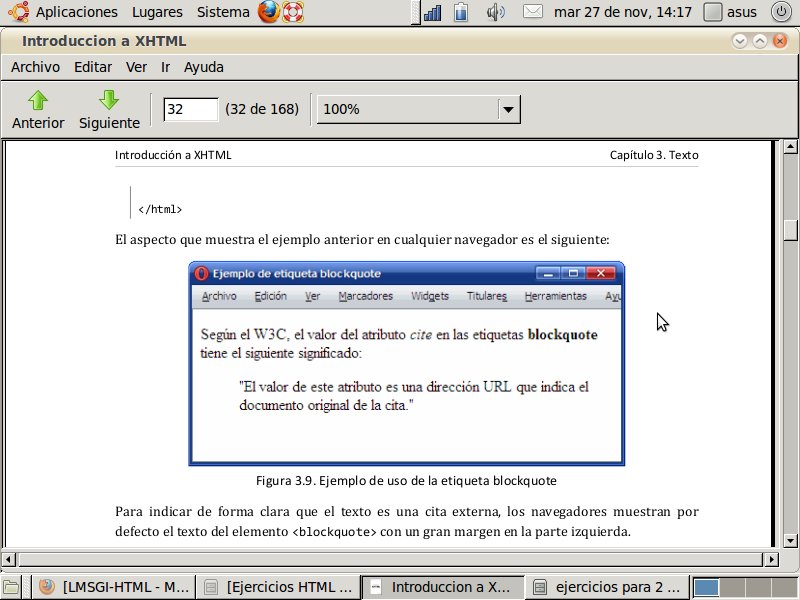 Aplicaciones Lugares Sistema mar 27 de nov, 14:17 asus
Introduccion a XHTML
Archivo Editar Ver Ir Ayuda
Anterior Siguiente 32 (32 de 168) 100%
Introducción a XHTML Capítulo 3. Texto
</html>
El aspecto que muestra el ejemplo anterior en cualquier navegador es el siguiente:
Ejemplo de etiqueta blockquote
Archivo Edición Ver Marcadores Widgets Titulares Herramientas Ayu
Según el W3C, el valor del atributo cite en las etiquetas blockquote
tiene el siguiente significado:
"El valor de este atributo es una dirección URL que indica el
documento original de la cita."
Figura 3.9. Ejemplo de uso de la etiqueta blockquote
Para indicar de forma clara que el texto es una cita externa, los navegadores muestran por
defecto el texto del elemento <blockquote> con un gran margen en la parte izquierda.
[LMSGI-HTML - M... [Ejercicios HTML ... Introduccion a X... ejercicios para 2 ...